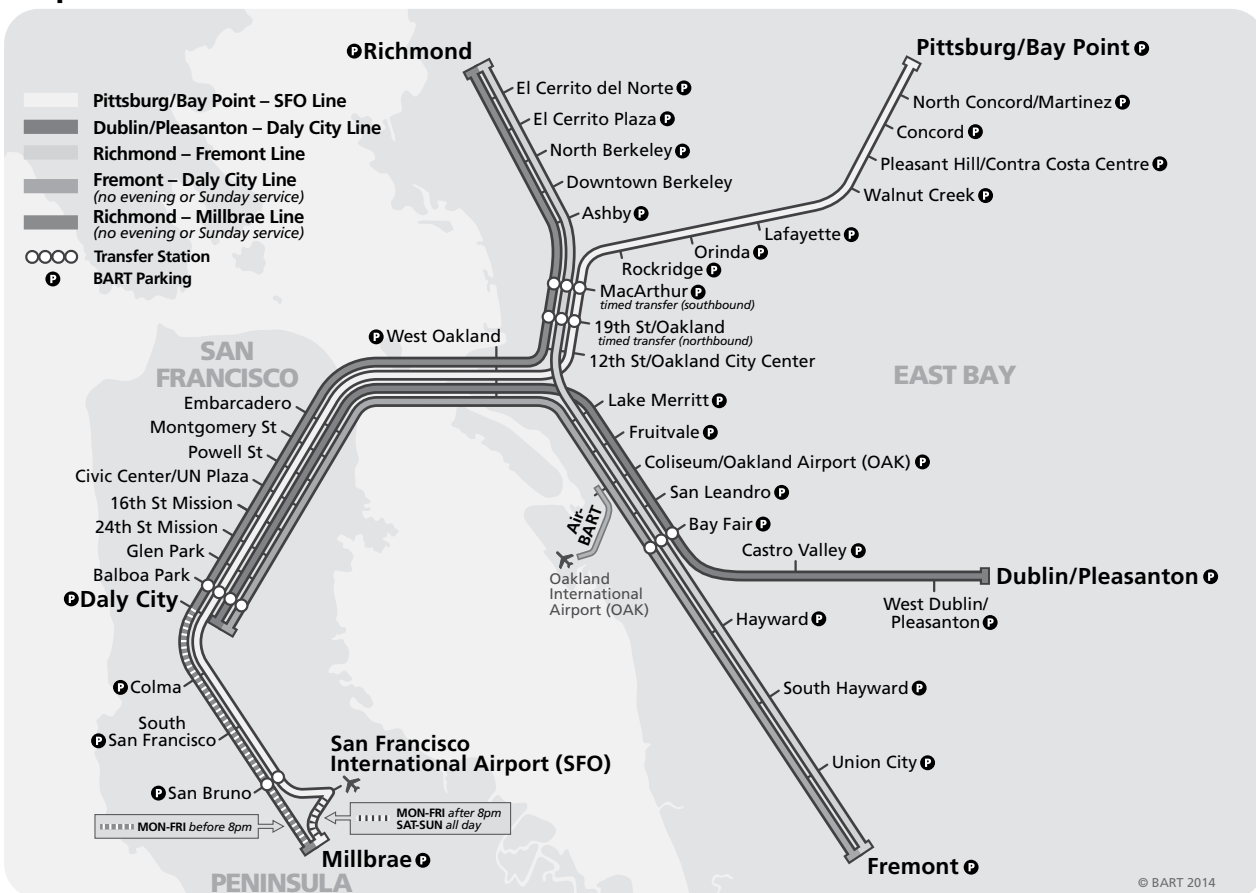 Richmond
Pittsburg/Bay Point P
P
El Cerrito del Norte P
El Cerrito Plaza P
North Berkeley P
Downtown Berkeley
Ashby P
North Concord/Martinez P
Concord P
Pleasant Hill/Contra Costa Centre P
Walnut Creek P
Lafayette P
Orinda P
Rockridge P
Pittsburg/Bay Point – SFO Line
Dublin/Pleasanton – Daly City Line
Richmond – Fremont Line
Fremont – Daly City Line
(no evening or Sunday service)
Richmond – Millbrae Line
(no evening or Sunday service)
Transfer Station
P BART Parking
MacArthur P
timed transfer (southbound)
19th St/Oakland
timed transfer (northbound)
12th St/Oakland City Center
P West Oakland
SAN
FRANCISCO
EAST BAY
Embarcadero
Montgomery St
Powell St
Civic Center/UN Plaza
16th St Mission
24th St Mission
Glen Park
Balboa Park
P Daly City
Lake Merritt P
Fruitvale P
Coliseum/Oakland Airport (OAK) P
San Leandro P
Bay Fair P
Castro Valley P
Dublin/Pleasanton P
West Dublin/
Pleasanton P
Air-
BART
Oakland
International
Airport (OAK)
Hayward P
South Hayward P
Union City P
Fremont P
P Colma
South
P San Francisco
San Francisco
International Airport (SFO)
P San Bruno
MON-FRI before 8pm
MON-FRI after 8pm
SAT-SUN all day
Millbrae P
PENINSULA
© BART 2014